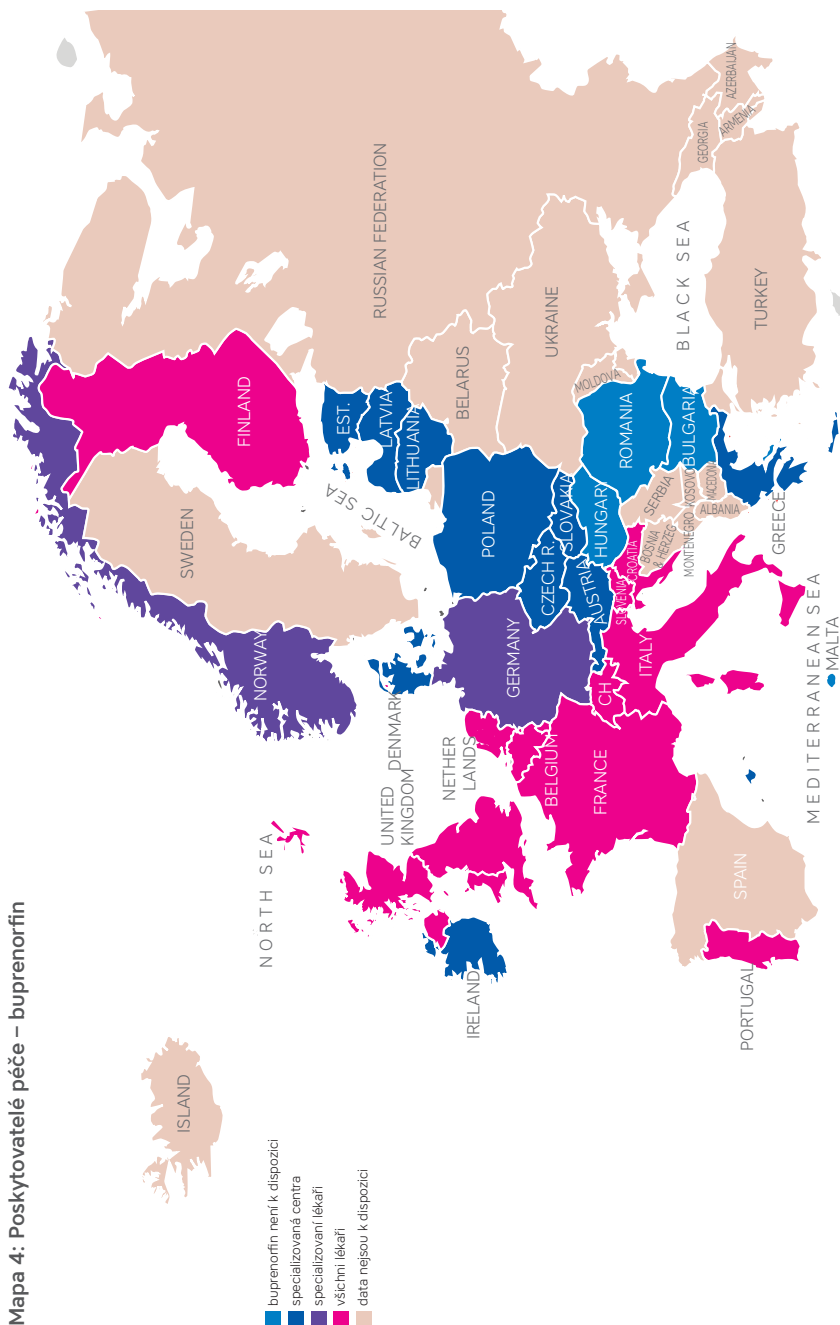 Mapa 4: Poskytovatelé péče – buprenorfin
buprenorfin není k dispozici
specializovaná centra
specializovaní lékaři
všichni lékaři
data nejsou k dispozici
ISLAND
NORTH SEA
NORWAY
SWEDEN
FINLAND
RUSSIAN FEDERATION
EST.
LATVIA
LITHUANIA
BALTIC SEA
BELARUS
UNITED
KINGDOM
DENMARK
IRELAND
NETHER
LANDS
BELGIUM
GERMANY
POLAND
CZECH R.
SLOVAKIA
UKRAINE
MOLDOVA
FRANCE
CH
AUSTRIA
HUNGARY
ROMANIA
SLOVENIA
CROATIA
BOSNIA
& HERZEG
SERBIA
MONTENEGRO
KOSOVO
BULGARIA
MACEDONIA
ALBANIA
ITALY
PORTUGAL
SPAIN
GREECE
BLACK SEA
TURKEY
GEORGIA
ARMENIA
AZERBAIJAN
MEDITERRANEAN SEA
MALTA